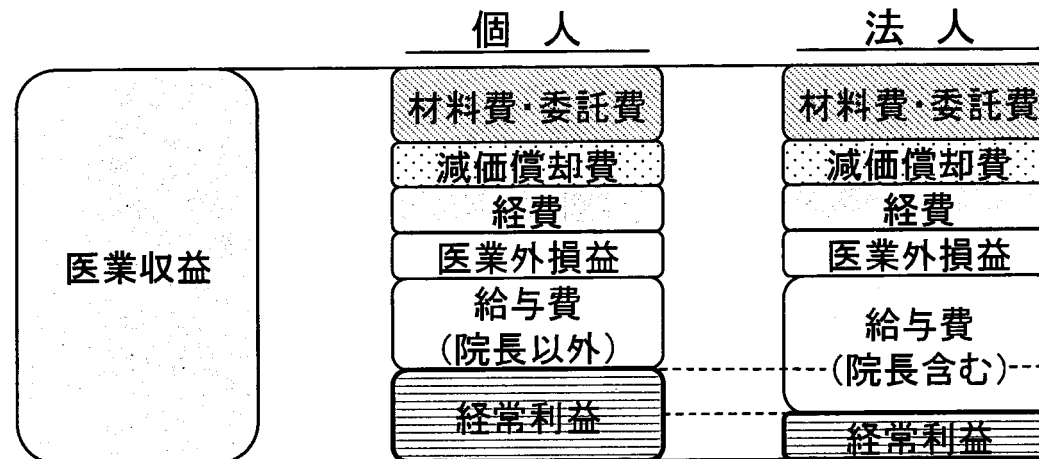 個人
法人
医業収益
材料費・委託費
減価償却費
経費
医業外損益
給与費
(院長以外)
経常利益
材料費・委託費
減価償却費
経費
医業外損益
給与費
(院長含む)
経常利益